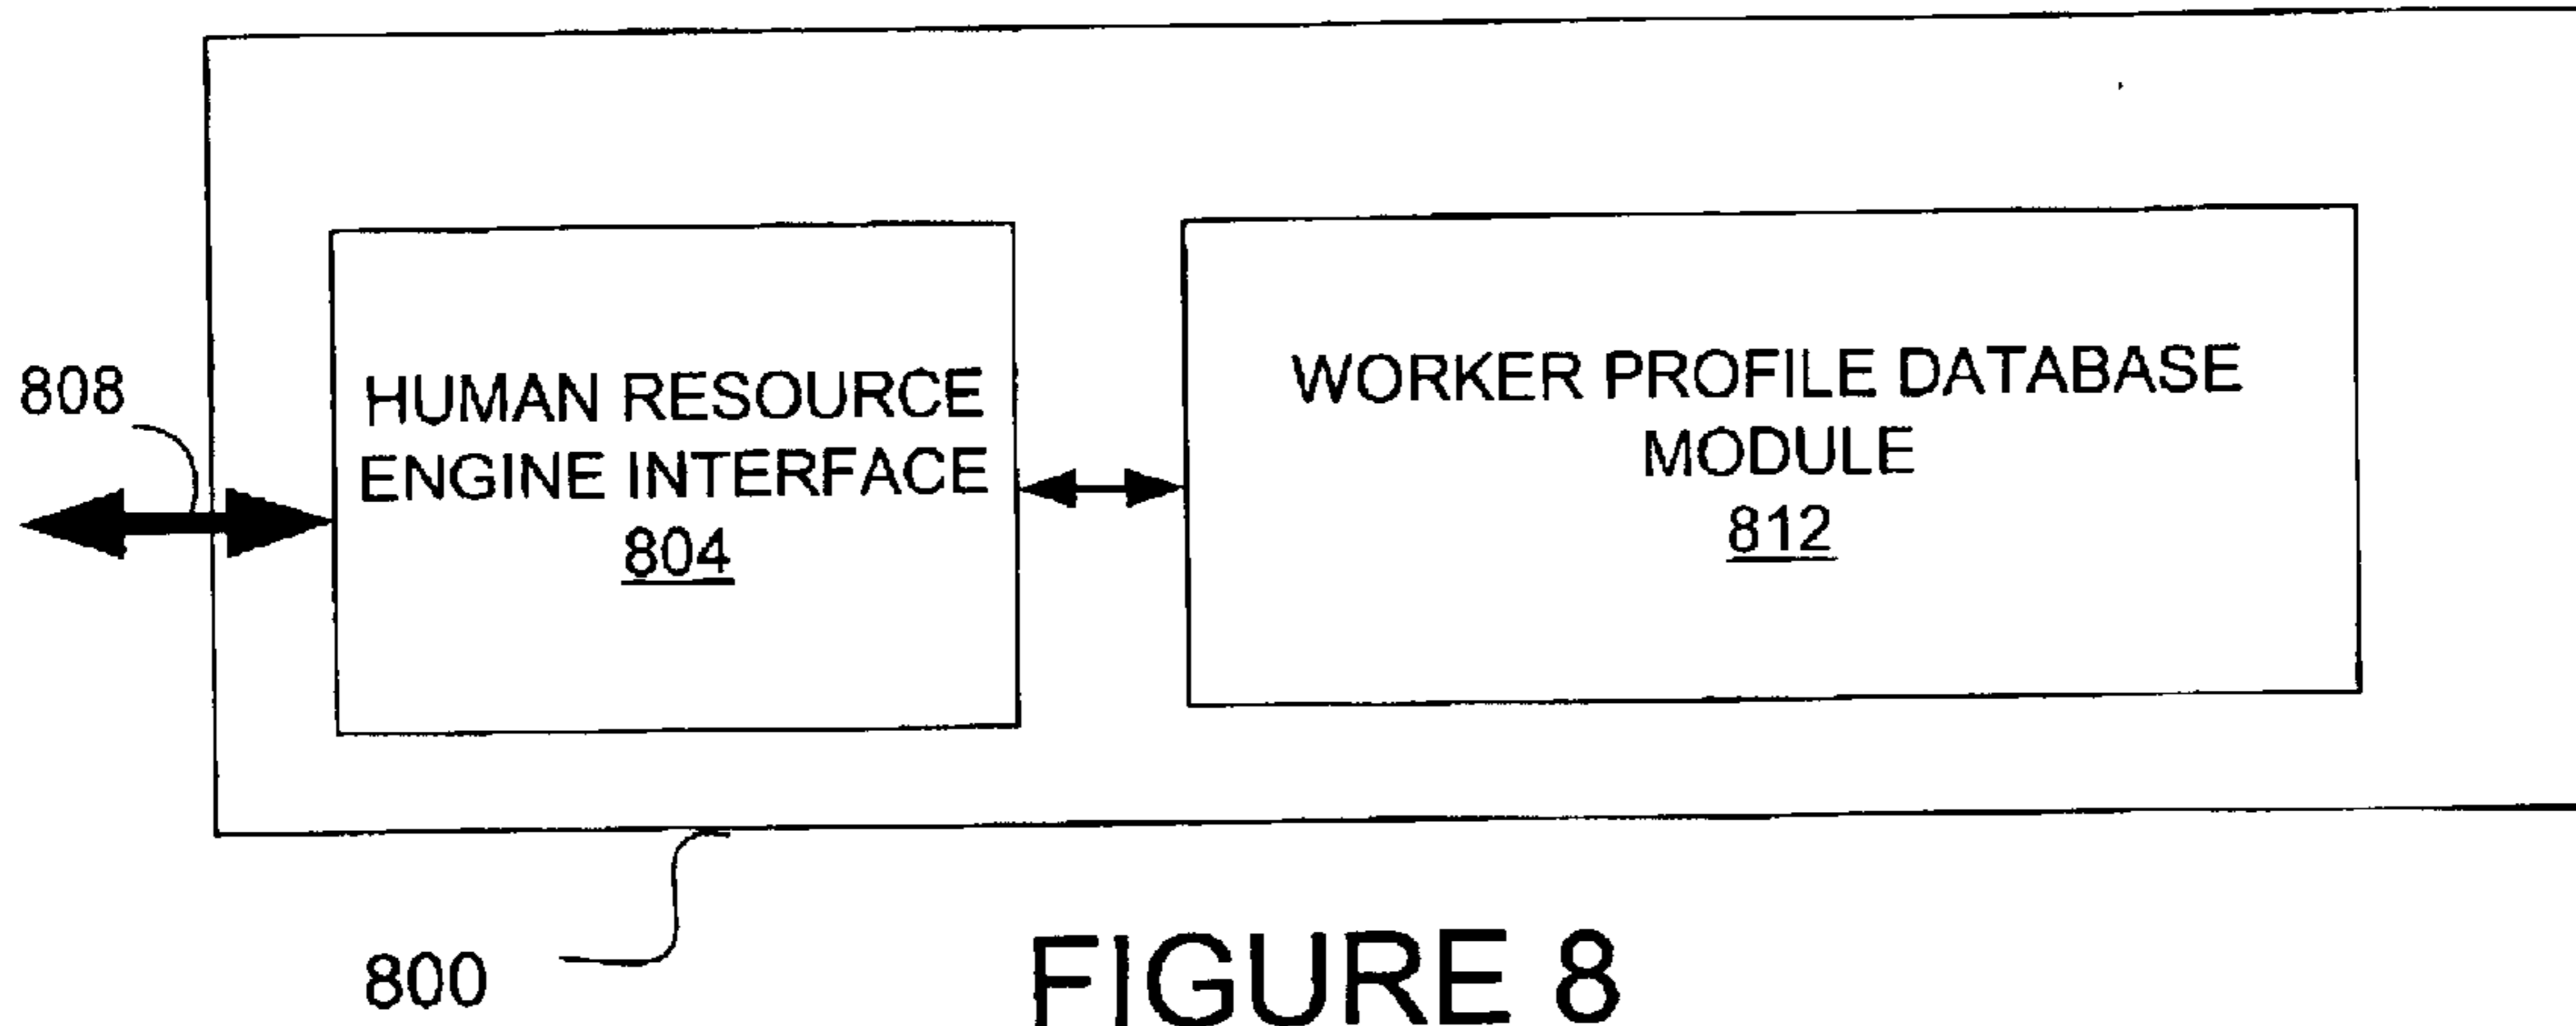 808
HUMAN RESOURCE
ENGINE INTERFACE
804
WORKER PROFILE DATABASE
MODULE
812
800
FIGURE 8